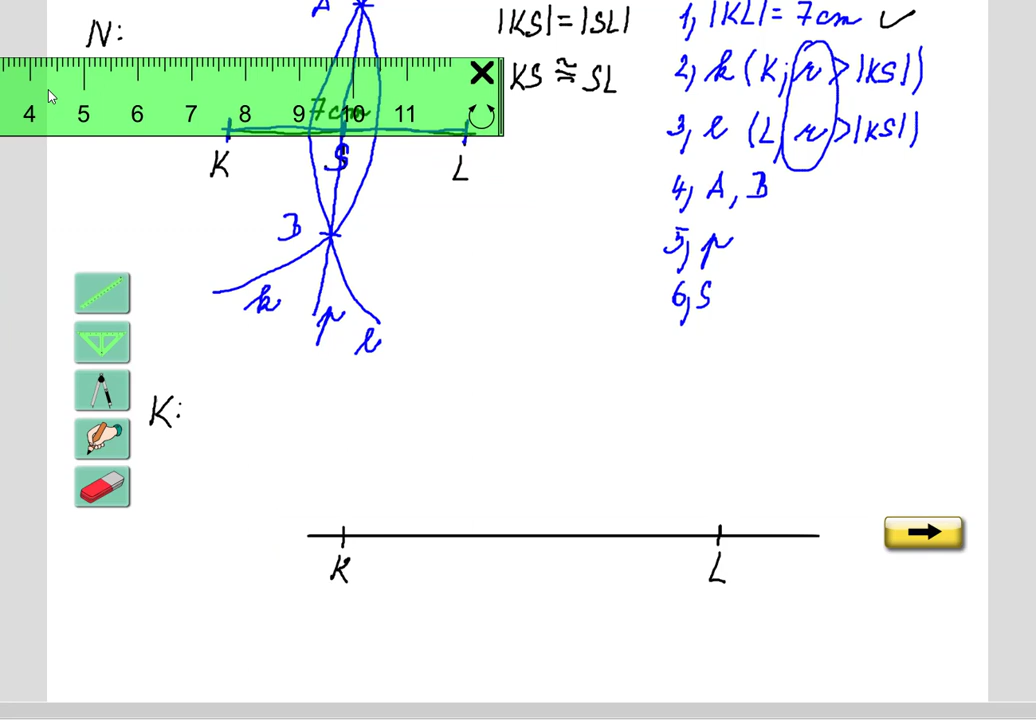 N:
A
4 5 6 7 8 9 10 11
7cm
K S L
B
k p l
|KS| = |SL|
KS ≅ SL
1, |KL| = 7cm ✓
2, k (K; r > |KS|)
3, l (L, r > |KS|)
4, A, B
5, p
6, S
K:
K L